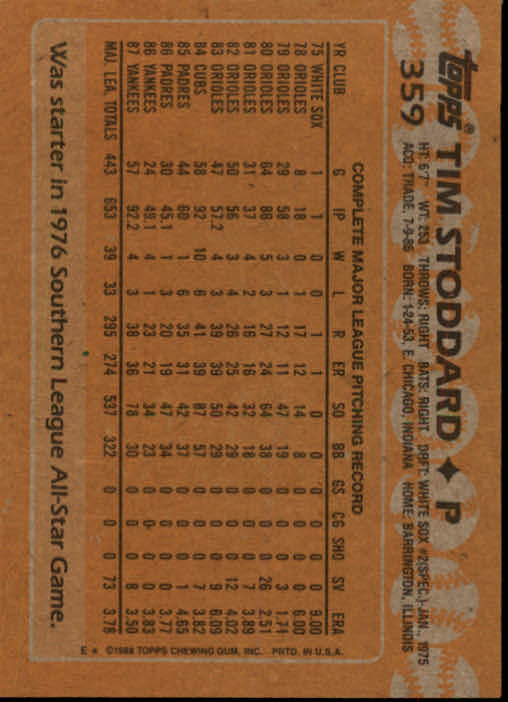 topps® TIM STODDARD ✦ P
359 HT: 6'7" WT: 253 THROWS: RIGHT BATS: RIGHT DRFT: WHITE SOX #2(SPEC.)-JAN., 1975
ACQ: TRADE, 7-9-86 BORN: 1-24-53, E. CHICAGO, INDIANA HOME: BARRINGTON, ILLINOIS
COMPLETE MAJOR LEAGUE PITCHING RECORD
YR CLUB G IP W L R ER SO BB GS CG SHO SV ERA
75 WHITE SOX 1 1 0 0 1 1 0 0 0 0 0 0 9.00
78 ORIOLES 8 18 0 1 17 12 14 8 0 0 0 0 6.00
79 ORIOLES 29 58 3 1 12 11 47 19 0 0 0 3 1.71
80 ORIOLES 64 86 5 3 27 24 64 38 0 0 0 26 2.51
81 ORIOLES 31 37 4 2 16 16 32 18 0 0 0 7 3.89
82 ORIOLES 50 56 3 4 26 25 42 29 0 0 0 12 4.02
83 ORIOLES 47 57.2 4 3 39 39 50 29 0 0 0 9 6.09
84 CUBS 58 92 10 6 41 39 87 57 0 0 0 7 3.82
85 PADRES 44 60 1 6 35 31 42 37 0 0 0 1 4.65
86 PADRES 30 45.1 1 3 20 19 47 34 0 0 0 0 3.77
86 YANKEES 24 49.1 4 1 23 21 34 23 0 0 0 0 3.83
87 YANKEES 57 92.2 4 3 38 36 78 30 0 0 0 8 3.50
MAJ. LEA. TOTALS 443 653 39 33 295 274 537 322 0 0 0 73 3.78
E * ©1988 TOPPS CHEWING GUM, INC. PRTD. IN U.S.A.
Was starter in 1976 Southern League All-Star Game.